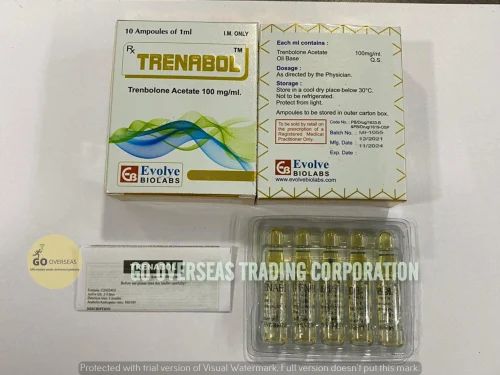 10 Ampoules of 1ml
I.M. ONLY
Rx
TRENABOL™
Trenbolone Acetate 100 mg/ml.
EB Evolve
BIOLABS
Each ml contains :
Trenbolone Acetate 100mg/ml.
Oil Base Q.S
Dosage :
As directed by the Physician.
Storage :
Store in a cool dry place below 30°C.
Not to be refrigerated.
Protect from light.
Ampoules to be stored in outer carton box.
To be sold by retail on
the prescription of a
Registered Medical
Practitioner Only.
Code No.:
Batch No.
Mfg. Date 12/2021
Exp. Date 11/2024
EB Evolve
BIOLABS
www.evolvebiolabs.com
GO OVERSEAS
GO OVERSEAS TRADING CORPORATION
TRENABOL
Protected with trial version of Visual Watermark. Full version doesn't put this mark.